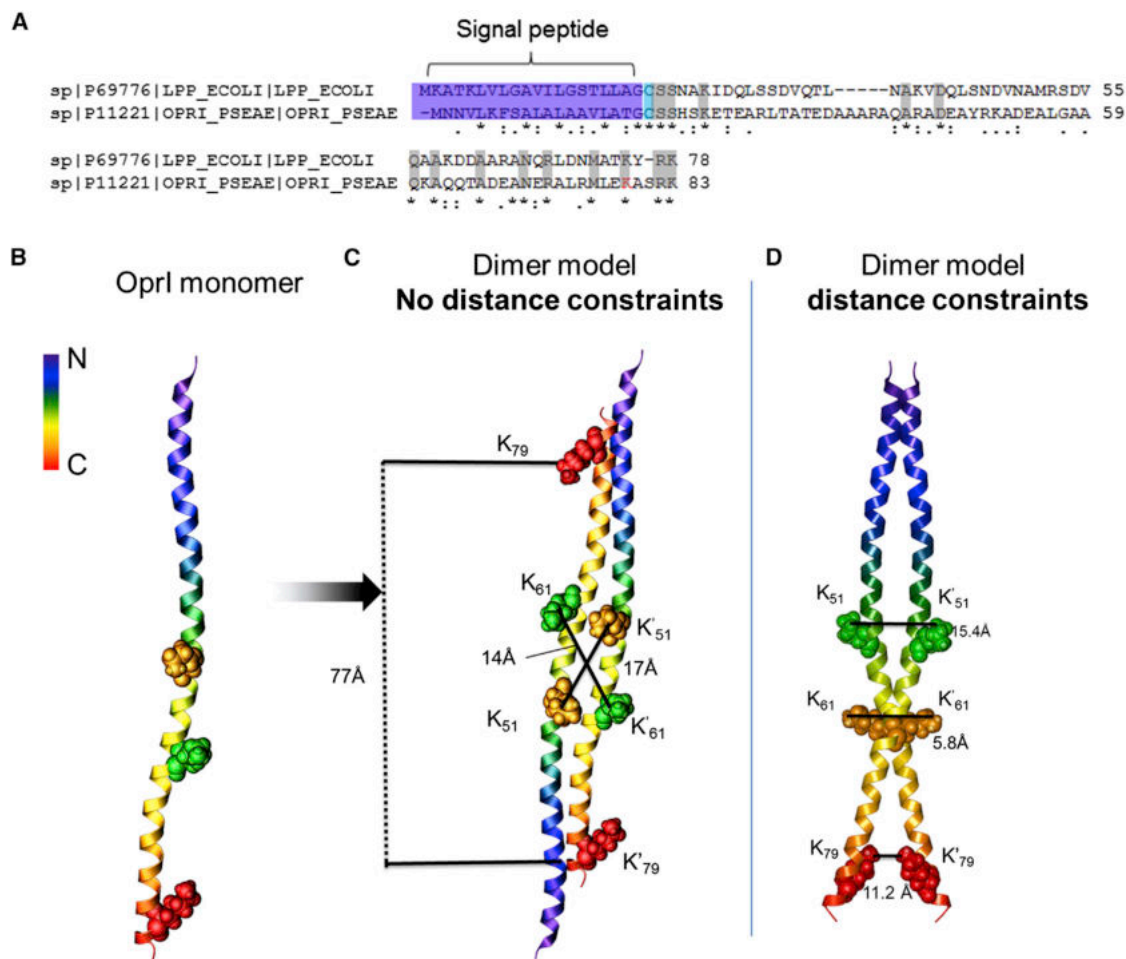 A
Signal peptide
sp|P69776|LPP_ECOLI|LPP_ECOLI MKATKLVLGAVILGSTLLAGCSSNAKIDQLSSDVQTL-----NAKVDQLSNDVNAMRSDV 55
sp|P11221|OPRI_PSEAE|OPRI_PSEAE -MNNVLKFSALALAAVLATGCSSHSKETEARLTATEDAAARAQARADEAYRKADEALGAA 59
sp|P69776|LPP_ECOLI|LPP_ECOLI QAAKDDAARANQRLDNMATKY-RK 78
sp|P11221|OPRI_PSEAE|OPRI_PSEAE QKAQQTADEANERALRMLEKASRK 83
B
OprI monomer
N
C
C
Dimer model
No distance constraints
K79
K61
K'51
14Å
17Å
77Å
K51
K'61
K'79
D
Dimer model
distance constraints
K51
K'51
15.4Å
K61
K'61
5.8Å
K79
K'79
11.2 Å